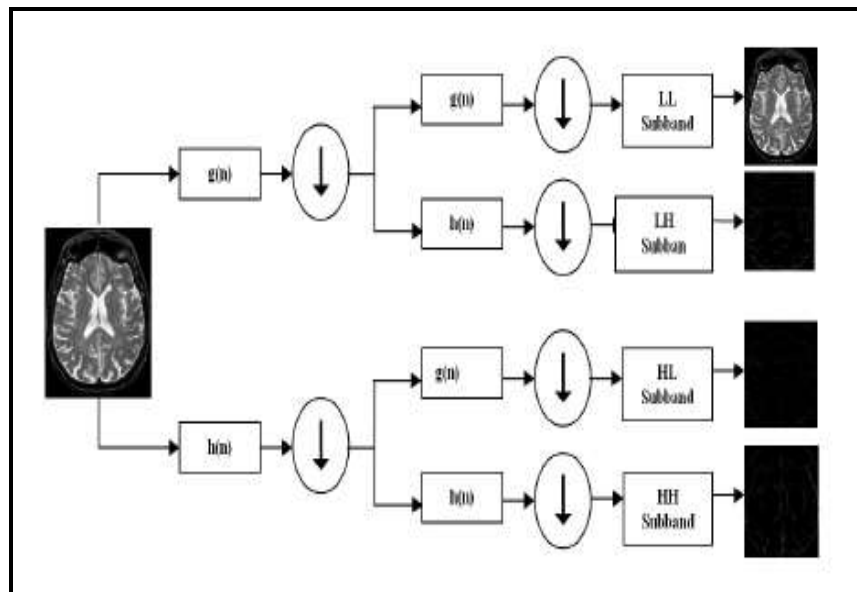 g(n)
LL
Subband
g(n)
h(n)
LH
Subban
g(n)
HL
Subband
h(n)
h(n)
HH
Subband